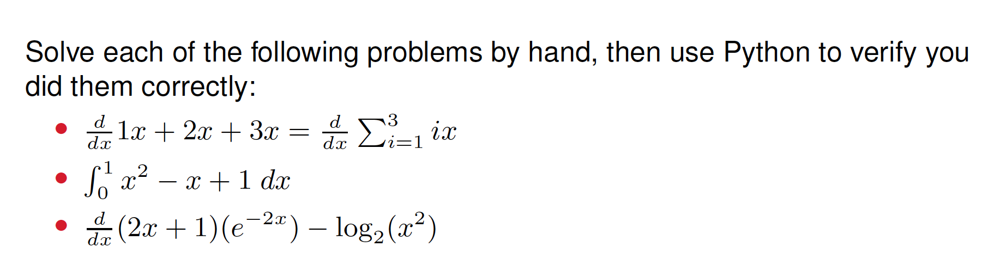 Solve each of the following problems by hand, then use Python to verify you
did them correctly:
• $\frac{d}{dx} 1x + 2x + 3x = \frac{d}{dx} \sum_{i=1}^{3} ix$
• $\int_0^1 x^2 - x + 1 \ dx$
• $\frac{d}{dx} (2x + 1)(e^{-2x}) - \log_2(x^2)$